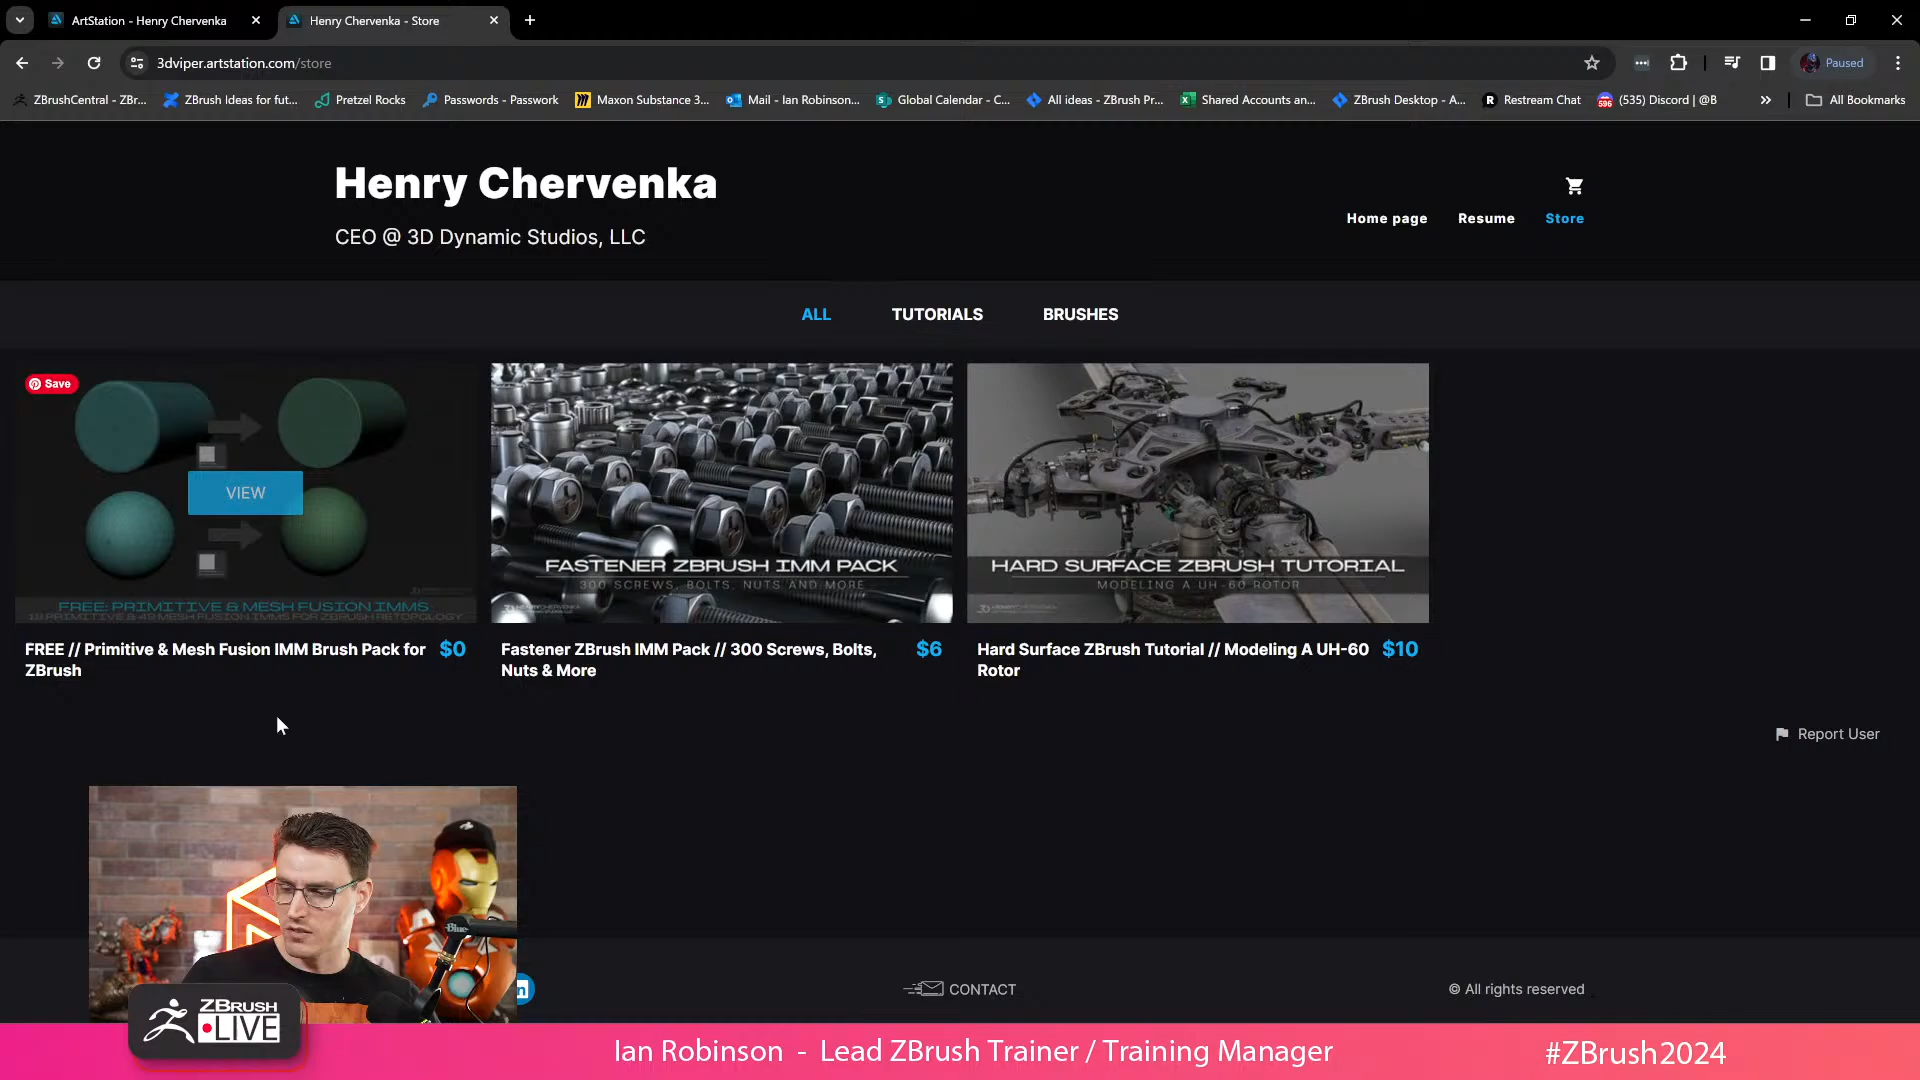 ArtStation - Henry Chervenka
Henry Chervenka - Store
3dviper.artstation.com/store
Paused
ZBrushCentral - ZBr...
ZBrush Ideas for fut...
Pretzel Rocks
Passwords - Passwork
Maxon Substance 3...
Mail - Ian Robinson...
Global Calendar - C...
All ideas - ZBrush Pr...
Shared Accounts an...
ZBrush Desktop - A...
Restream Chat
(535) Discord | @B
All Bookmarks
Henry Chervenka
CEO @ 3D Dynamic Studios, LLC
Home page
Resume
Store
ALL
TUTORIALS
BRUSHES
Save
VIEW
FREE: PRIMITIVE & MESH FUSION IMMS
FASTENER ZBRUSH IMM PACK
300 SCREWS, BOLTS, NUTS AND MORE
HARD SURFACE ZBRUSH TUTORIAL
MODELING A UH-60 ROTOR
FREE // Primitive & Mesh Fusion IMM Brush Pack for
ZBrush
$0
Fastener ZBrush IMM Pack // 300 Screws, Bolts,
Nuts & More
$6
Hard Surface ZBrush Tutorial // Modeling A UH-60
Rotor
$10
Report User
Blue
CONTACT
© All rights reserved
ZBRUSH
LIVE
Ian Robinson - Lead ZBrush Trainer / Training Manager
#ZBrush2024